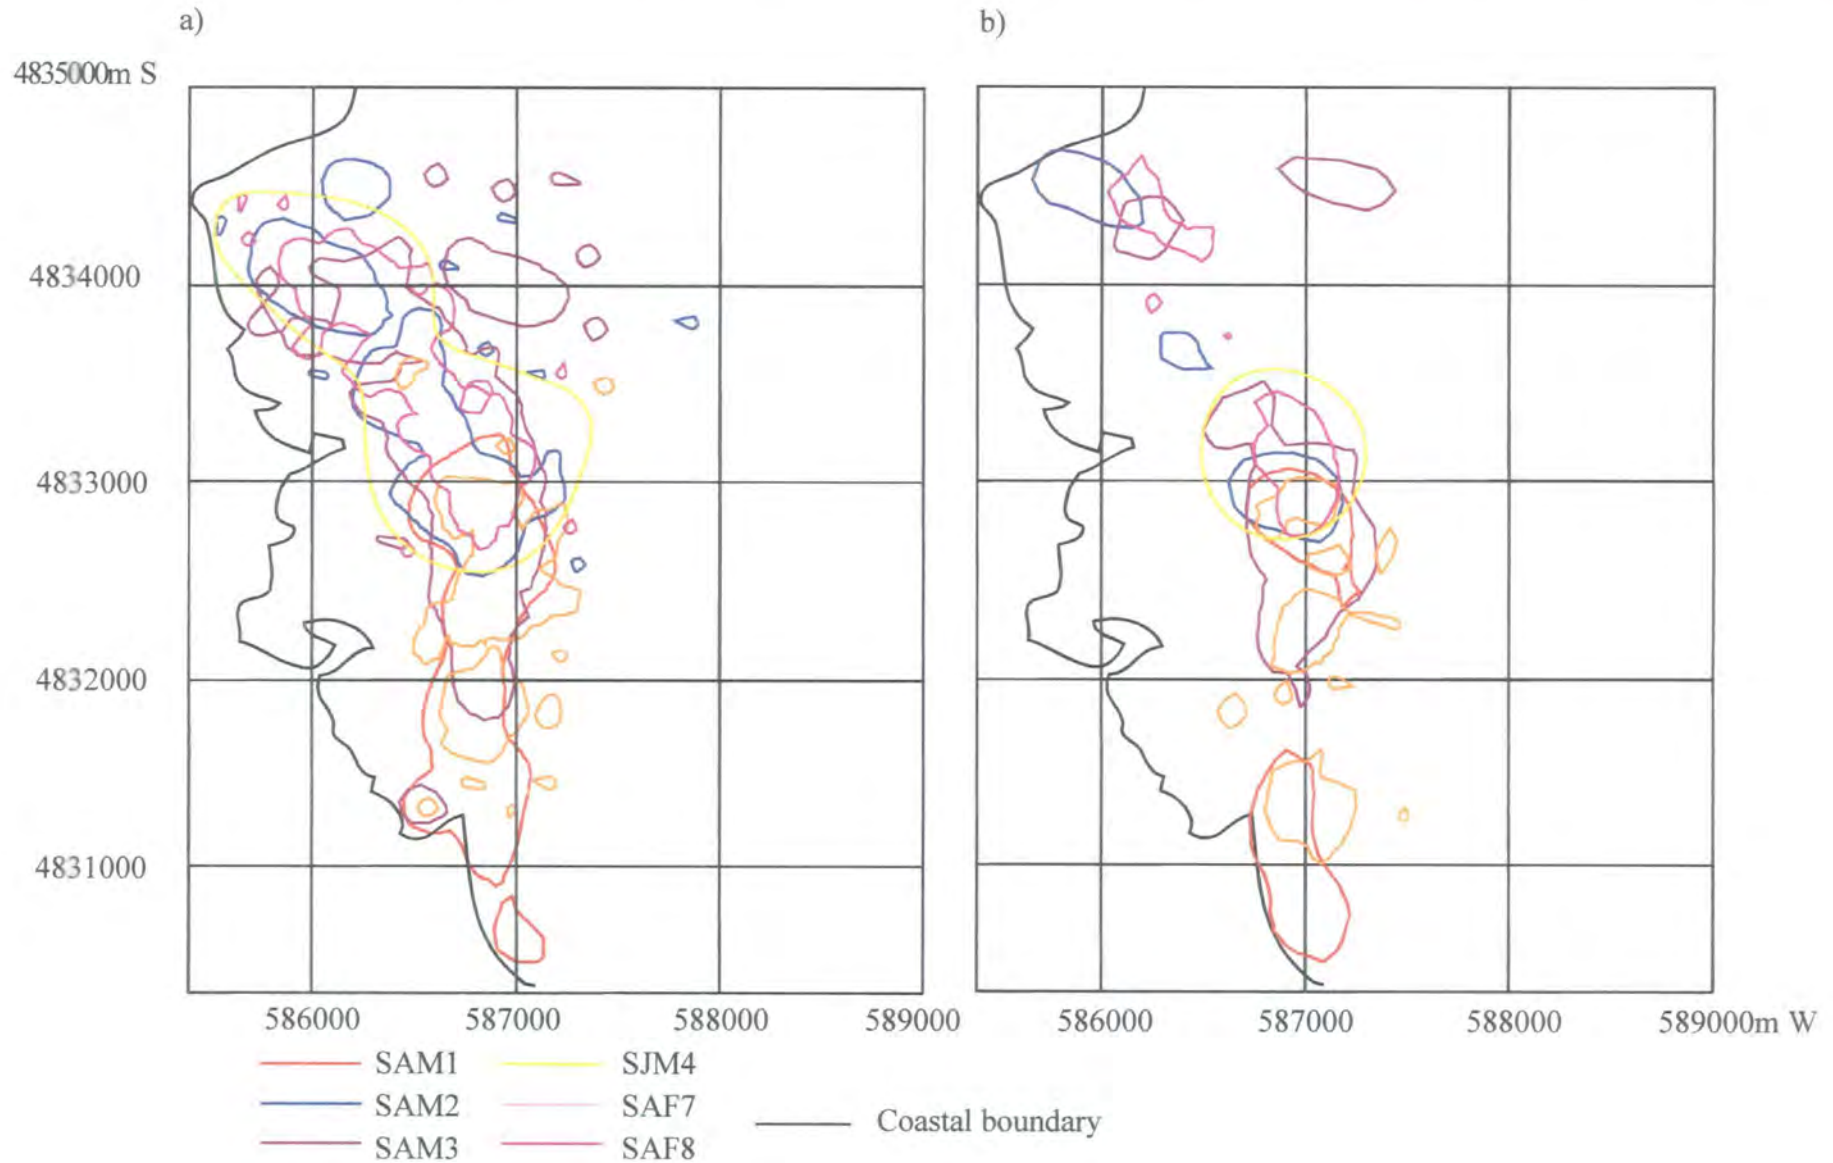 a) b)
4835000m S
4834000
4833000
4832000
4831000
586000 587000 588000 589000 586000 587000 588000 589000m W
SAM1 SJM4
SAM2 SAF7 Coastal boundary
SAM3 SAF8